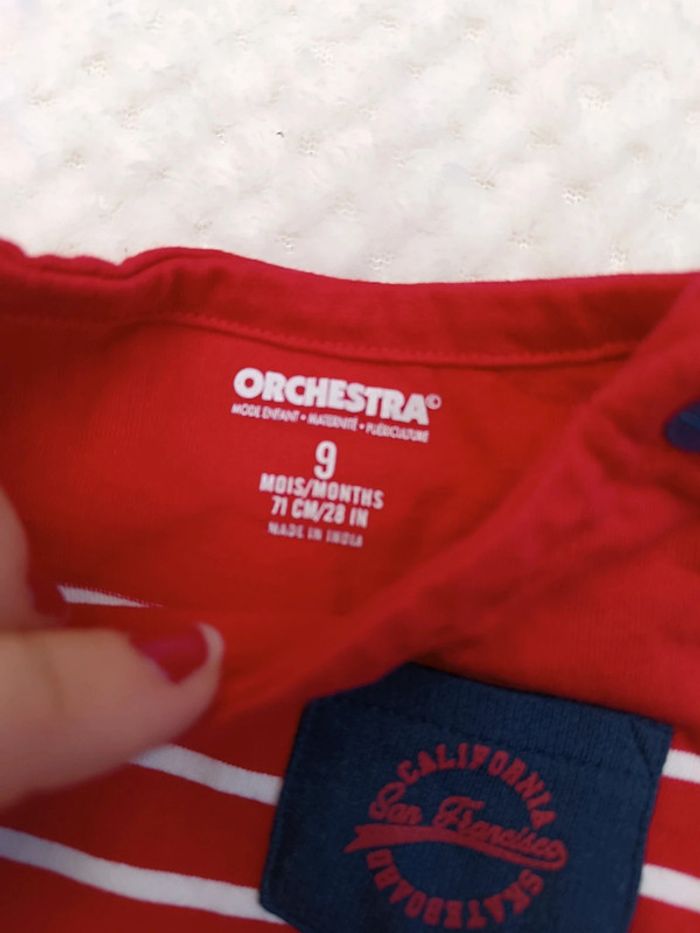 ORCHESTRA©
MODE ENFANT • MATERNITÉ • PUÉRICULTURE
9
MOIS/MONTHS
71 CM/28 IN
MADE IN INDIA
CALIFORNIA
San Francisco
SKATEBOARD